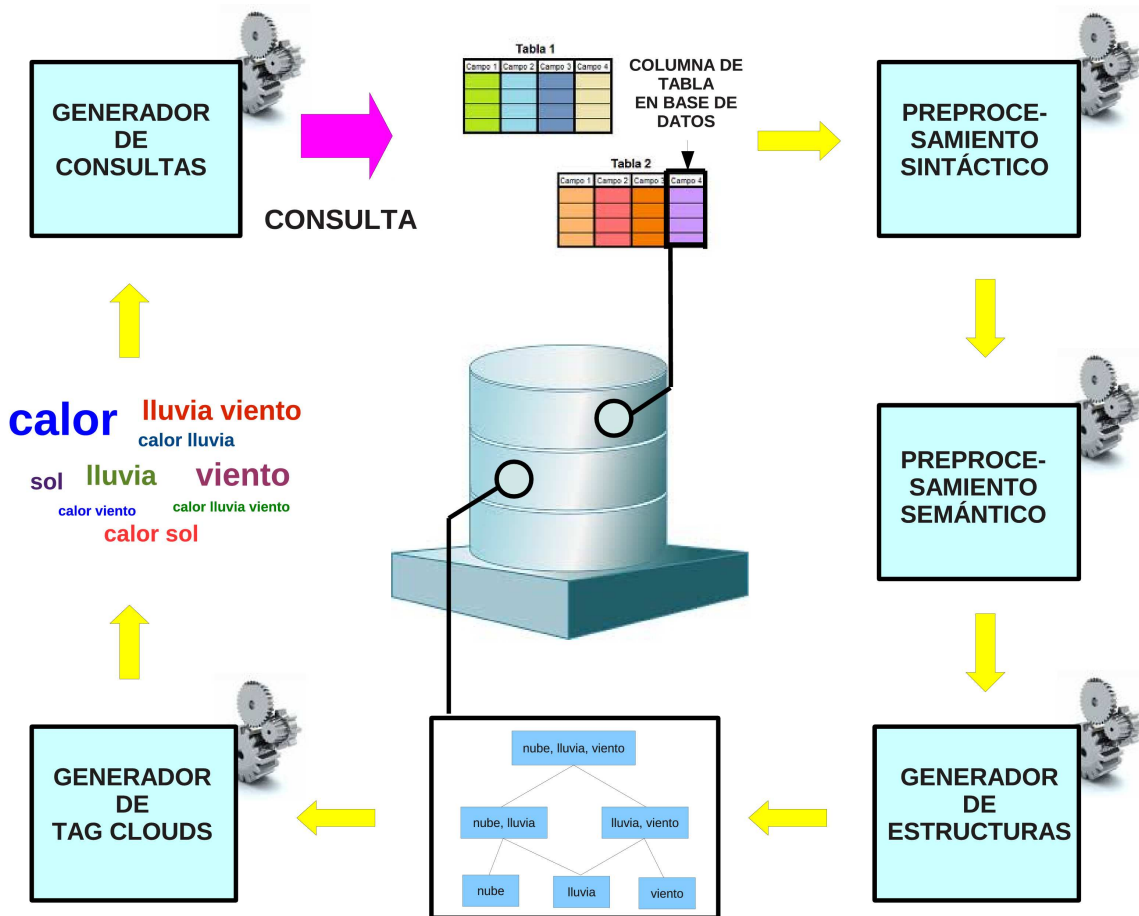 GENERADOR
DE
CONSULTAS
CONSULTA
Tabla 1
Campo 1 Campo 2 Campo 3 Campo 4
COLUMNA DE
TABLA
EN BASE DE
DATOS
Tabla 2
Campo 1 Campo 2 Campo 3 Campo 4
PREPROCE-
SAMIENTO
SINTÁCTICO
calor
lluvia viento
calor lluvia
sol
lluvia
viento
calor viento
calor lluvia viento
calor sol
PREPROCE-
SAMIENTO
SEMÁNTICO
GENERADOR
DE
TAG CLOUDS
nube, lluvia, viento
nube, lluvia
lluvia, viento
nube
lluvia
viento
GENERADOR
DE
ESTRUCTURAS